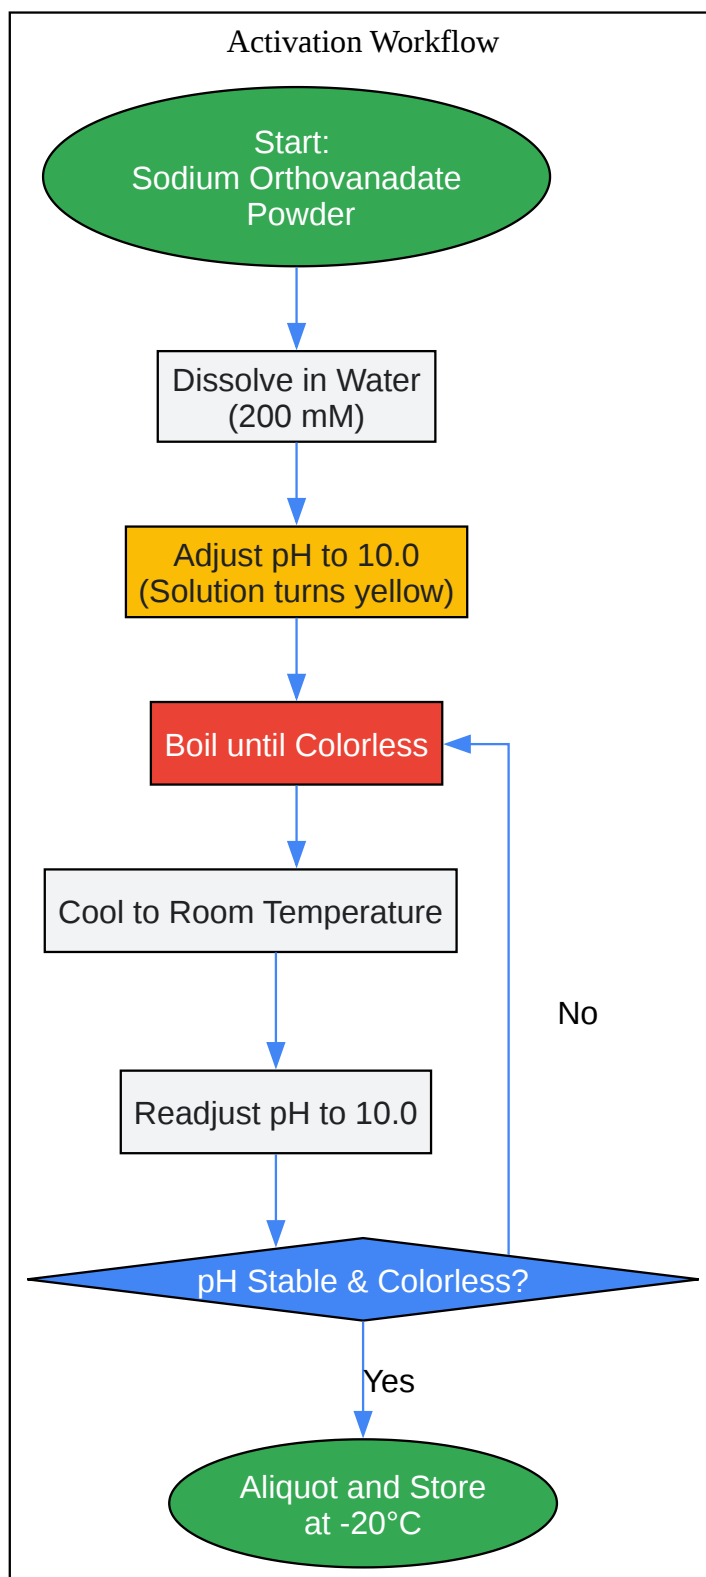 Activation Workflow
Start:
Sodium Orthovanadate
Powder
Dissolve in Water
(200 mM)
Adjust pH to 10.0
(Solution turns yellow)
Boil until Colorless
Cool to Room Temperature
No
Readjust pH to 10.0
pH Stable & Colorless?
Yes
Aliquot and Store
at -20°C